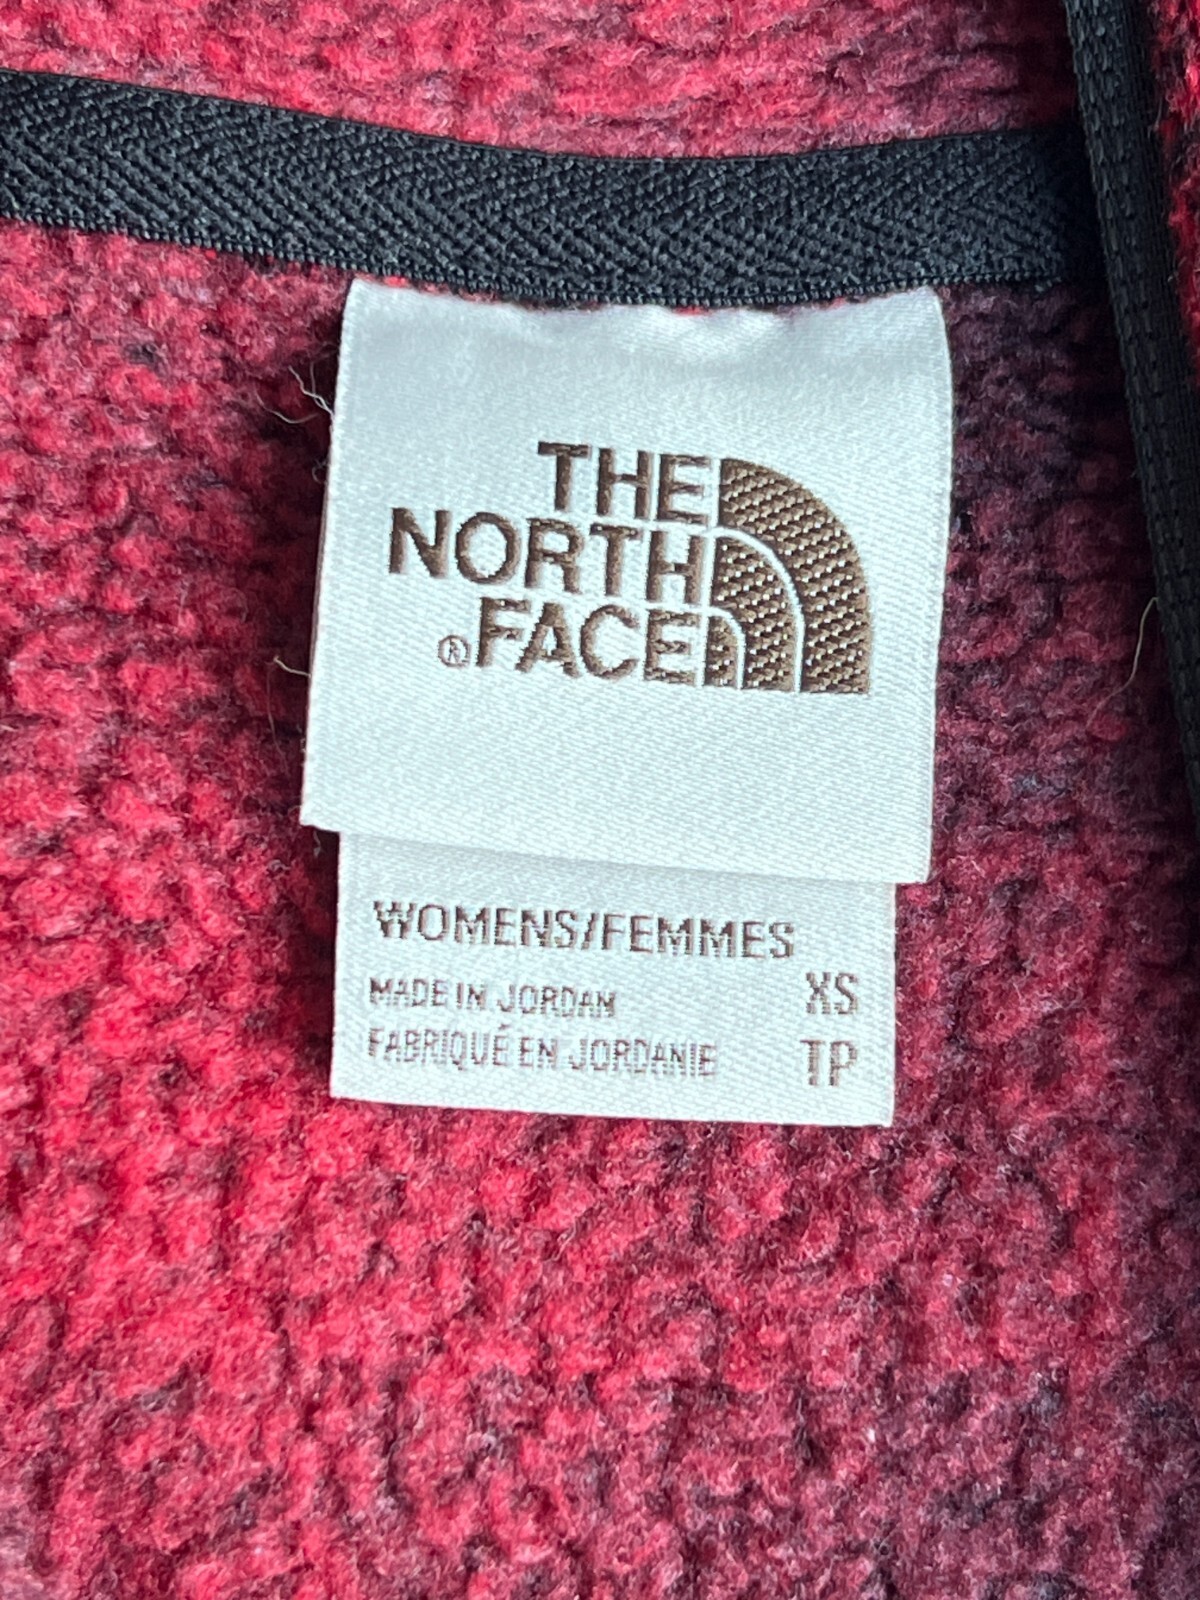 THE
NORTH
®FACE
WOMENS/FEMMES
MADE IN JORDAN XS
FABRIQUÉ EN JORDANIE TP